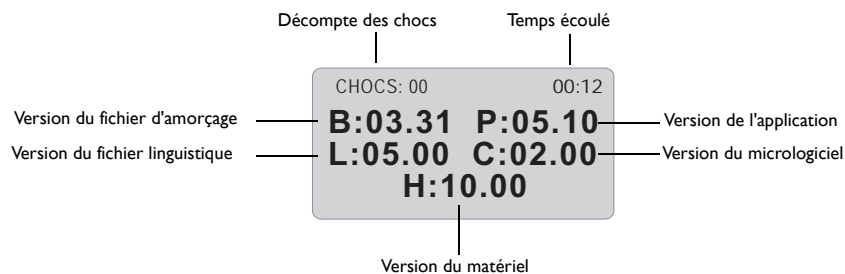 Décompte des chocs Temps écoulé
CHOCS: 00 00:12
Version du fichier d'amorçage B:03.31 P:05.10 Version de l'application
Version du fichier linguistique L:05.00 C:02.00 Version du micrologiciel
H:10.00
Version du matériel